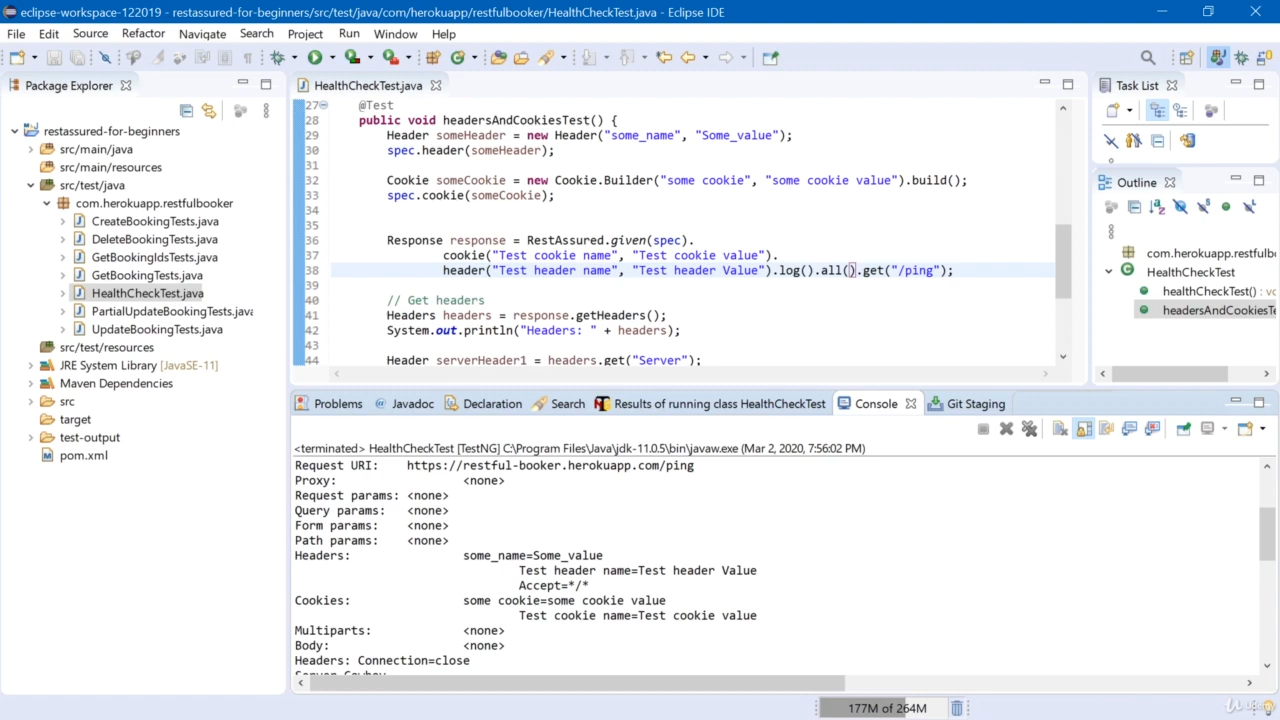 eclipse-workspace-122019 - restassured-for-beginners/src/test/java/com/herokuapp/restfulbooker/HealthCheckTest.java - Eclipse IDE
File Edit Source Refactor Navigate Search Project Run Window Help
Package Explorer
restassured-for-beginners
src/main/java
src/main/resources
src/test/java
com.herokuapp.restfulbooker
CreateBookingTests.java
DeleteBookingTests.java
GetBookingIdsTests.java
GetBookingTests.java
HealthCheckTest.java
PartialUpdateBookingTests.java
UpdateBookingTests.java
src/test/resources
JRE System Library [JavaSE-11]
Maven Dependencies
src
target
test-output
pom.xml
HealthCheckTest.java
27 @Test
28 public void headersAndCookiesTest() {
29 Header someHeader = new Header("some_name", "Some_value");
30 spec.header(someHeader);
31
32 Cookie someCookie = new Cookie.Builder("some cookie", "some cookie value").build();
33 spec.cookie(someCookie);
34
35
36 Response response = RestAssured.given(spec).
37 cookie("Test cookie name", "Test cookie value").
38 header("Test header name", "Test header Value").log().all().get("/ping");
39
40 // Get headers
41 Headers headers = response.getHeaders();
42 System.out.println("Headers: " + headers);
43
44 Header serverHeader1 = headers.get("Server");
Task List
Outline
com.herokuapp.restfulbooker
HealthCheckTest
healthCheckTest() : vo
headersAndCookiesTe
Problems Javadoc Declaration Search Results of running class HealthCheckTest Console Git Staging
<terminated> HealthCheckTest [TestNG] C:\Program Files\Java\jdk-11.0.5\bin\javaw.exe (Mar 2, 2020, 7:56:02 PM)
Request URI: https://restful-booker.herokuapp.com/ping
Proxy: <none>
Request params: <none>
Query params: <none>
Form params: <none>
Path params: <none>
Headers: some_name=Some_value
Test header name=Test header Value
Accept=*/*
Cookies: some cookie=some cookie value
Test cookie name=Test cookie value
Multiparts: <none>
Body: <none>
Headers: Connection=close
Server=Cowboy
177M of 264M